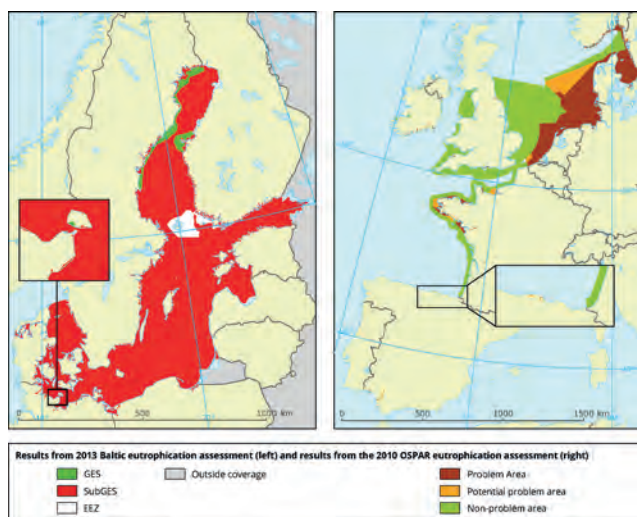 0 500 1000 km
500 1000 1500 km
Results from 2013 Baltic eutrophication assessment (left) and results from the 2010 OSPAR eutrophication assessment (right)
GES Outside coverage Problem Area
SubGES Potential problem area
EEZ Non-problem area